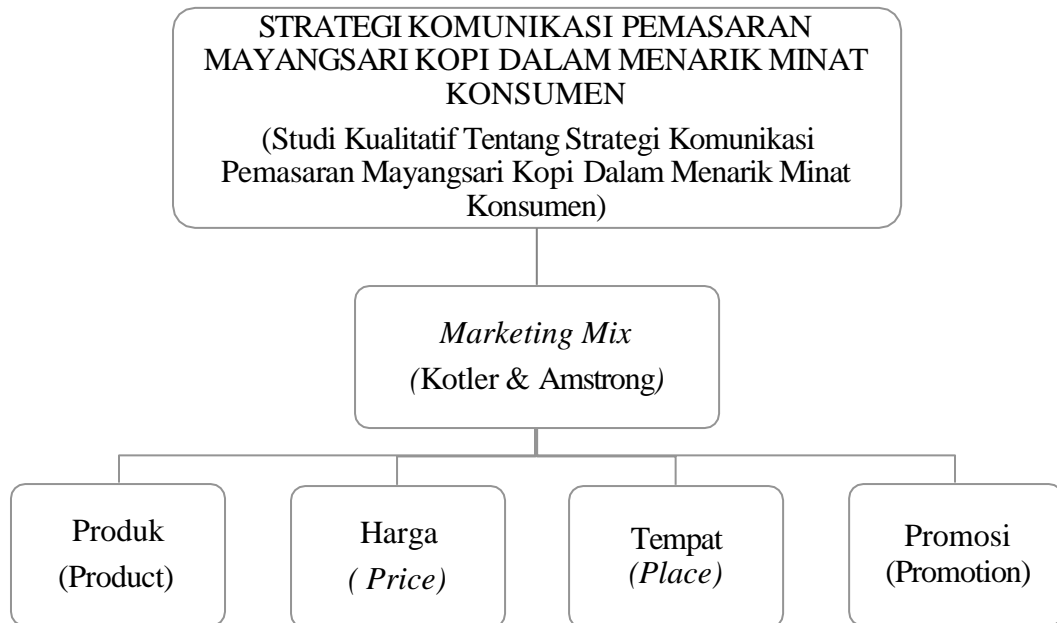 STRATEGI KOMUNIKASI PEMASARAN
MAYANGSARI KOPI DALAM MENARIK MINAT
KONSUMEN
(Studi Kualitatif Tentang Strategi Komunikasi
Pemasaran Mayangsari Kopi Dalam Menarik Minat
Konsumen)
Marketing Mix
(Kotler & Amstrong)
Produk
(Product)
Harga
( Price)
Tempat
(Place)
Promosi
(Promotion)